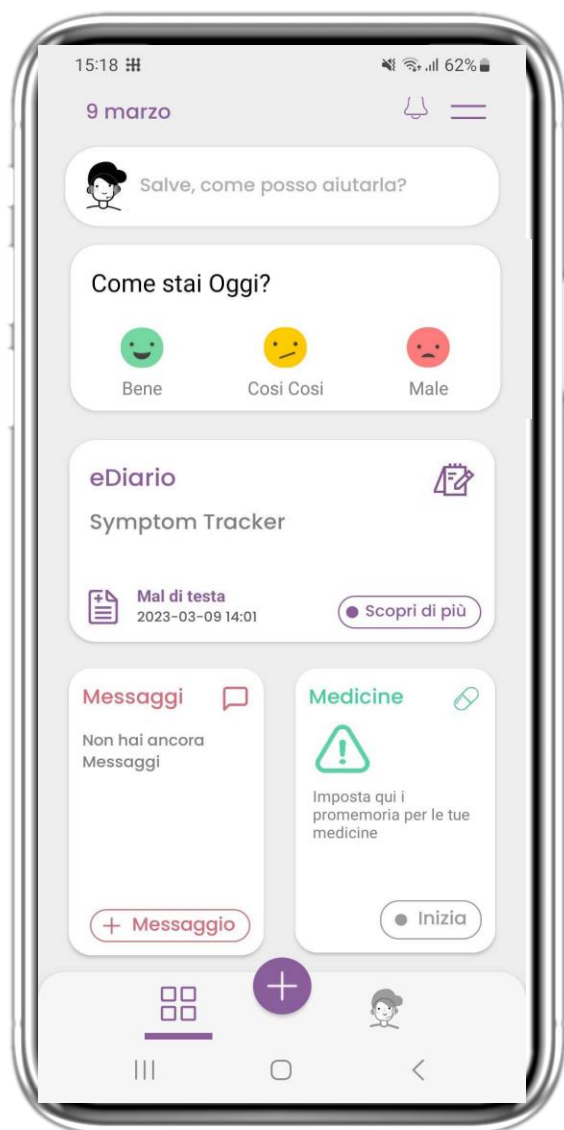 15:18
62%
9 marzo
Salve, come posso aiutarla?
Come stai Oggi?
Bene
Cosi Cosi
Male
eDiario
Symptom Tracker
Mal di testa
2023-03-09 14:01
Scopri di più
Messaggi
Non hai ancora
Messaggi
+ Messaggio
Medicine
Imposta qui i
promemoria per le tue
medicine
Inizia